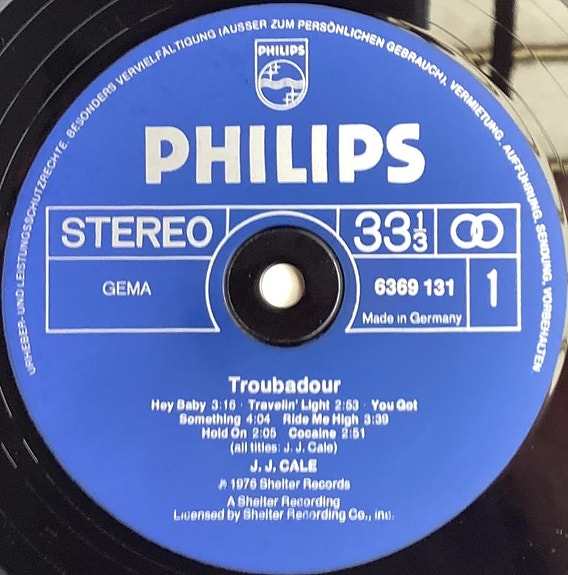 URHEBER- UND LEISTUNGSSCHUTZRECHTE, BESONDERS VERVIELFÄLTIGUNG (AUSSER ZUM PERSÖNLICHEN GEBRAUCH), VERMIETUNG, AUFFÜHRUNG, SENDUNG, VORBEHALTEN
PHILIPS
PHILIPS
STEREO 33⅓
GEMA 6369 131 1
Made in Germany
Troubadour
Hey Baby 3:16 · Travelin' Light 2:53 · You Got
Something 4:04 Ride Me High 3:39
Hold On 2:05 Cocaine 2:51
(all titles: J. J. Cale)
J. J. CALE
℗ 1976 Shelter Records
A Shelter Recording
Licensed by Shelter Recording Co., Inc.